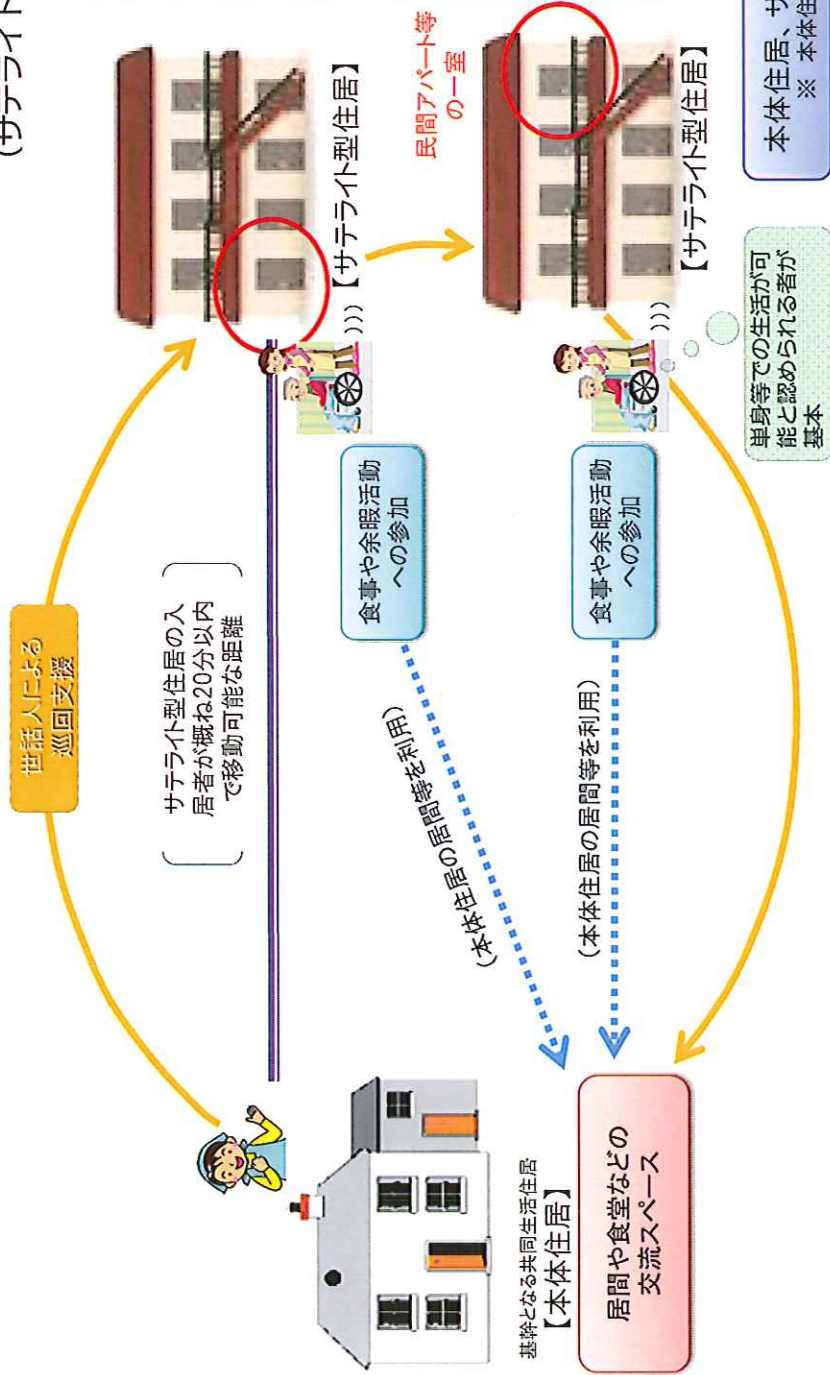 (サテライト
世話人による
巡回支援
サテライト型住居の入
居者が概ね20分以内
で移動可能な距離
【サテライト型住居】
民間アパート等
の一室
食事や余暇活動
への参加
(本体住居の居間等を利用)
食事や余暇活動
への参加
(本体住居の居間等を利用)
【サテライト型住居】
単身等での生活が可
能と認められる者が
基本
基幹となる共同生活住居
【本体住居】
居間や食堂などの
交流スペース
本体住居、サ
※ 本体住